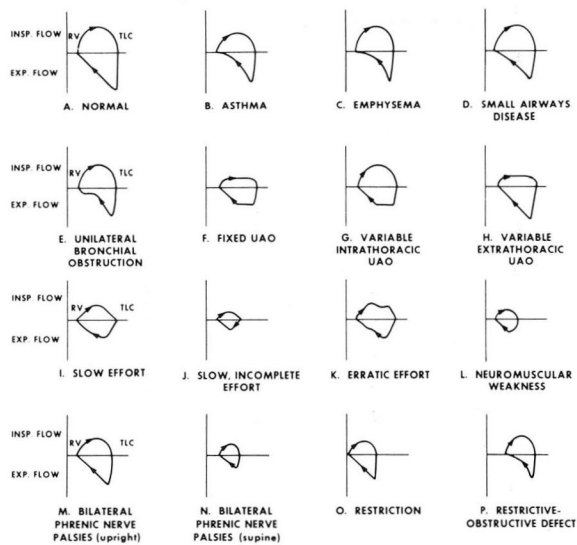 INSP. FLOW RV TLC
EXP. FLOW
A. NORMAL
B. ASTHMA
C. EMPHYSEMA
D. SMALL AIRWAYS
DISEASE
INSP. FLOW RV TLC
EXP. FLOW
E. UNILATERAL
BRONCHIAL
OBSTRUCTION
F. FIXED UAO
G. VARIABLE
INTRATHORACIC
UAO
H. VARIABLE
EXTRATHORACIC
UAO
INSP FLOW RV TLC
EXP. FLOW
I. SLOW EFFORT
J. SLOW, INCOMPLETE
EFFORT
K. ERRATIC EFFORT
L. NEUROMUSCULAR
WEAKNESS
INSP. FLOW RV TLC
EXP. FLOW
M. BILATERAL
PHRENIC NERVE
PALSIES (upright)
N. BILATERAL
PHRENIC NERVE
PALSIES (supine)
O. RESTRICTION
P. RESTRICTIVE-
OBSTRUCTIVE DEFECT